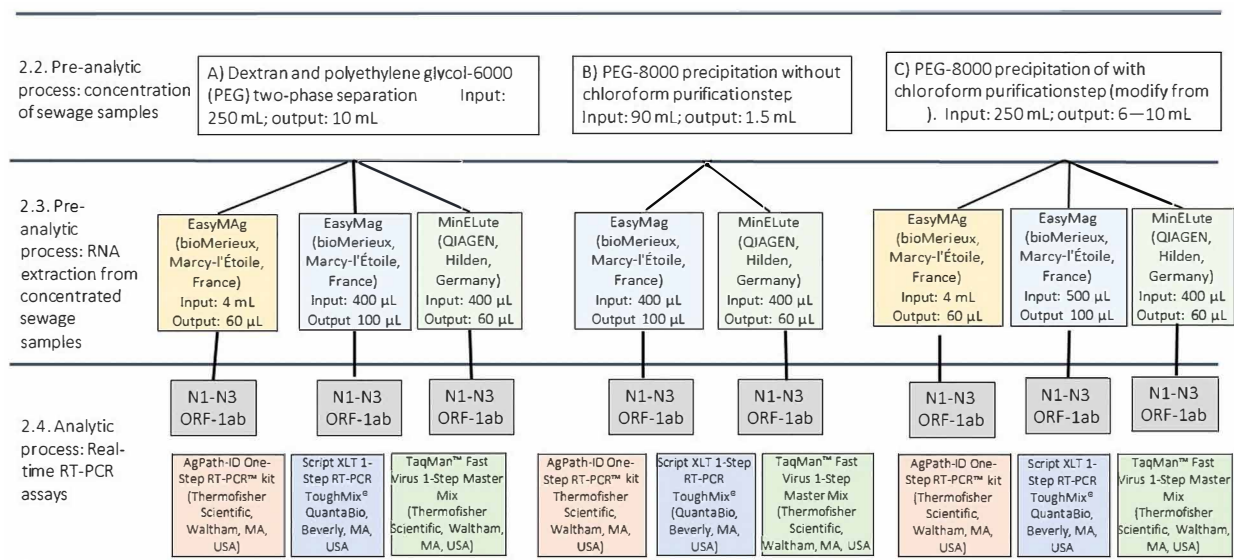 2.2. Pre-analytic
process: concentration
of sewage samples
A) Dextran and polyethylene glycol-6000
(PEG) two-phase separation Input:
250 mL; output: 10 mL
B) PEG-8000 precipitation without
chloroform purificationstep
Input: 90 mL; output: 1.5 mL
C) PEG-8000 precipitation of with
chloroform purificationstep (modify from
). Input: 250 mL; output: 6—10 mL
2.3. Pre-
analytic
process: RNA
extraction from
concentrated
sewage
samples
EasyMAg
(bioMerieux,
Marcy-l'Étoile,
France)
Input: 4 mL
Output: 60 µL
EasyMag
(bioMerieux,
Marcy-l'Étoile,
France)
Input: 400 µL
Output 100 µL
MinELute
(QIAGEN,
Hilden,
Germany)
Input: 400 µL
Output: 60 µL
EasyMag
(bioMerieux,
Marcy-l'Étoile,
France)
Input: 400 µL
Output: 100 µL
MinELute
(QIAGEN,
Hilden,
Germany)
Input: 400 µL
Output: 60 µL
EasyMAg
(bioMerieux,
Marcy-l'Étoile,
France)
Input: 4 mL
Output: 60 µL
EasyMag
(bioMerieux,
Marcy-l'Étoile,
France)
Input: 500 µL
Output: 100 µL
MinELute
(QIAGEN,
Hilden,
Germany)
Input: 400 µL
Output: 60 µL
2.4. Analytic
process: Real-
time RT-PCR
assays
N1-N3
ORF-1ab
N1-N3
ORF-1ab
N1-N3
ORF-1ab
N1-N3
ORF-1ab
N1-N3
ORF-1ab
N1-N3
ORF-1ab
N1-N3
ORF-1ab
N1-N3
ORF-1ab
AgPath-ID One-
Step RT-PCR™ kit
(Thermofisher
Scientific,
Waltham, MA,
USA)
Script XLT 1-
Step RT-PCR
ToughMix®
QuantaBio,
Beverly, MA,
USA
TaqMan™ Fast
Virus 1-Step Master
Mix
(Thermofisher
Scientific, Waltham,
MA, USA)
AgPath-ID One-
Step RT-PCR™ kit
Thermofisher
Scientific,
Waltham, MA,
USA)
Script XLT 1-Step
RT-PCR
ToughMix®
(QuantaBio,
Beverly, MA,
USA)
TaqMan™ Fast
Virus 1-Step
Master Mix
(Thermofisher
Scientific,
Waltham, MA, USA
AgPath-ID One-
Step RT-PCR™ kit
(Thermofisher
Scientific,
Waltham, MA,
USA)
Script XLT 1-
Step RT-PCR
ToughMix®
QuantaBio,
Beverly, MA,
USA
TaqMan™ Fast
Virus 1-Step Master
Mix
(Thermofisher
Scientific, Waltham,
MA, USA)